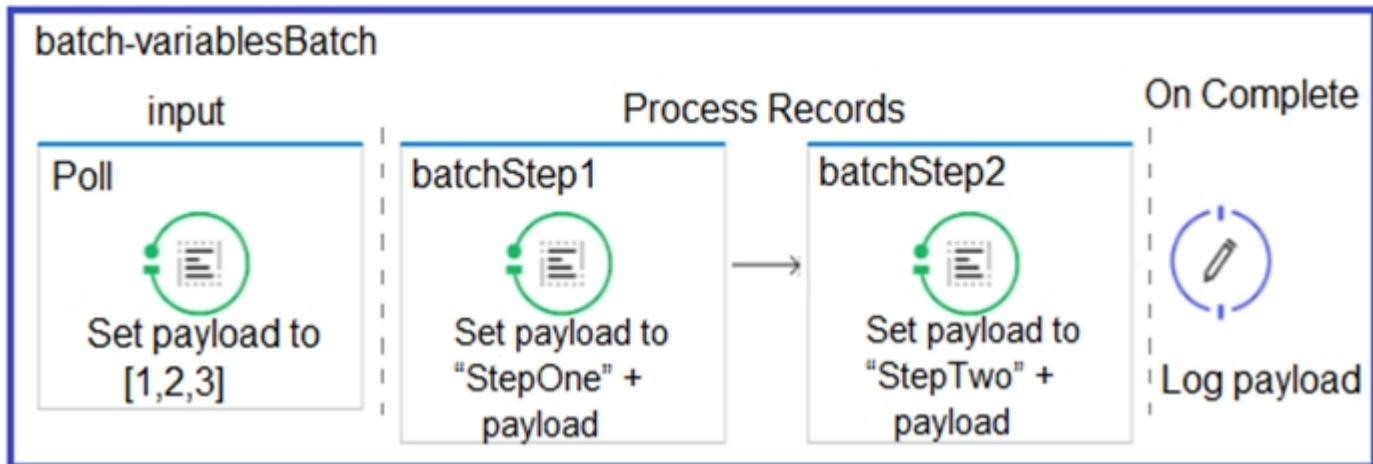 batch-variablesBatch
input
Process Records
On Complete
Poll
batchStep1
batchStep2
Set payload to
[1,2,3]
Set payload to
“StepOne” +
payload
Set payload to
“StepTwo” +
payload
Log payload